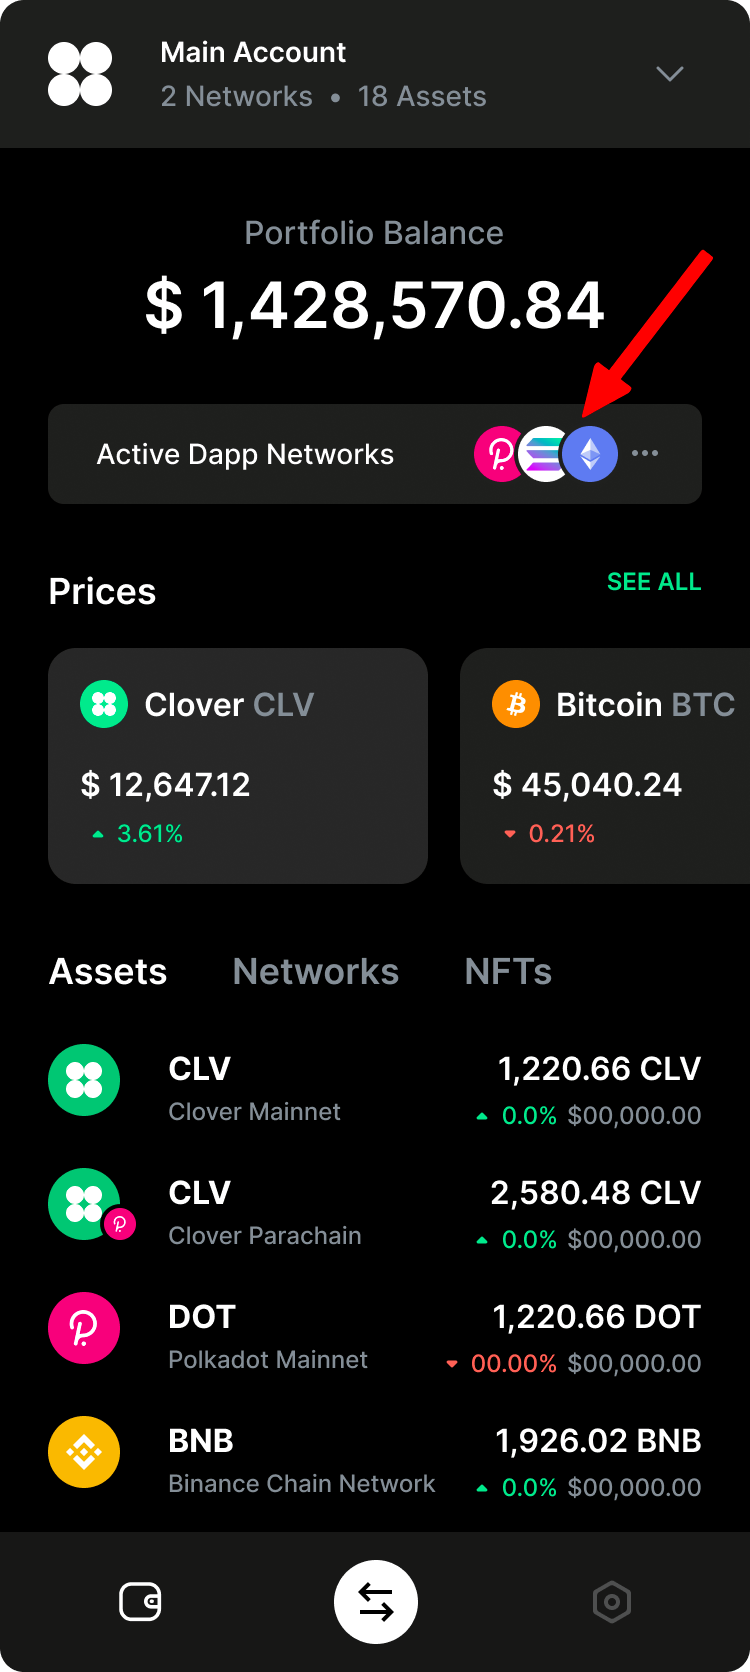 Main Account
2 Networks • 18 Assets
Portfolio Balance
$ 1,428,570.84
Active Dapp Networks
Prices
SEE ALL
Clover CLV
$ 12,647.12
3.61%
Bitcoin BTC
$ 45,040.24
0.21%
Assets Networks NFTs
CLV 1,220.66 CLV
Clover Mainnet 0.0% $00,000.00
CLV 2,580.48 CLV
Clover Parachain 0.0% $00,000.00
DOT 1,220.66 DOT
Polkadot Mainnet 00.00% $00,000.00
BNB 1,926.02 BNB
Binance Chain Network 0.0% $00,000.00